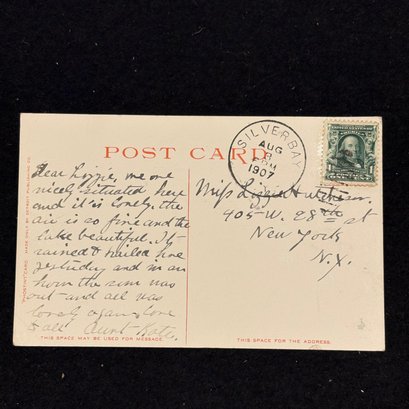 POST CARD
SILVER BAY
AUG
8
1907
Dear Lizzie, we are
nicely situated here
and it is lovely. the
air is so fine and the
lake beautiful. It
rained & hailed here
yesterday and in an
hour the sun was
out - and all was
lovely again love
to all Aunt Kate.
Miss Lizzie
405 W. 28th st
New York
N.Y.
THIS SPACE MAY BE USED FOR MESSAGE.
THIS SPACE FOR THE ADDRESS.